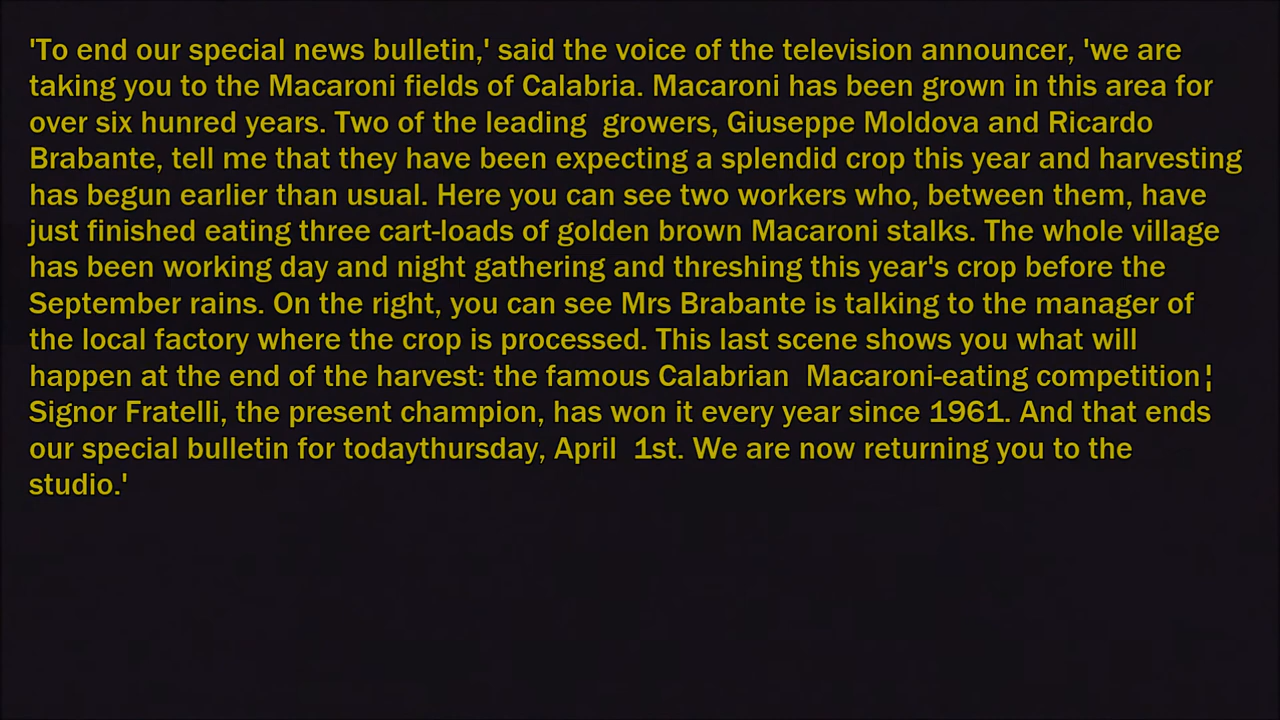 'To end our special news bulletin,' said the voice of the television announcer, 'we are
taking you to the Macaroni fields of Calabria. Macaroni has been grown in this area for
over six hunred years. Two of the leading  growers, Giuseppe Moldova and Ricardo
Brabante, tell me that they have been expecting a splendid crop this year and harvesting
has begun earlier than usual. Here you can see two workers who, between them, have
just finished eating three cart-loads of golden brown Macaroni stalks. The whole village
has been working day and night gathering and threshing this year's crop before the
September rains. On the right, you can see Mrs Brabante is talking to the manager of
the local factory where the crop is processed. This last scene shows you what will
happen at the end of the harvest: the famous Calabrian  Macaroni-eating competition¦
Signor Fratelli, the present champion, has won it every year since 1961. And that ends
our special bulletin for todaythursday, April  1st. We are now returning you to the
studio.'